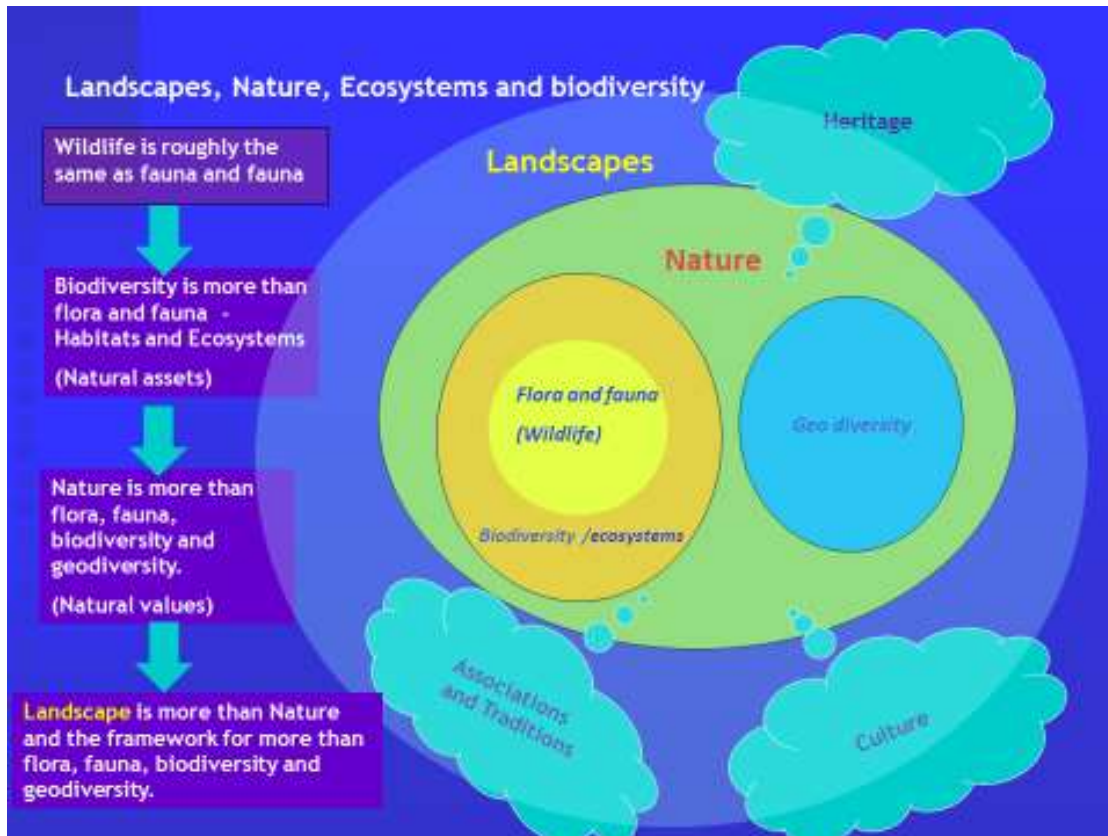 Landscapes, Nature, Ecosystems and biodiversity
Wildlife is roughly the
same as fauna and fauna
Biodiversity is more than
flora and fauna -
Habitats and Ecosystems
(Natural assets)
Nature is more than
flora, fauna,
biodiversity and
geodiversity.
(Natural values)
Landscape is more than Nature
and the framework for more than
flora, fauna, biodiversity and
geodiversity.
Heritage
Landscapes
Nature
Flora and fauna
(Wildlife)
Geo diversity
Biodiversity /ecosystems
Associations
and Traditions
Culture